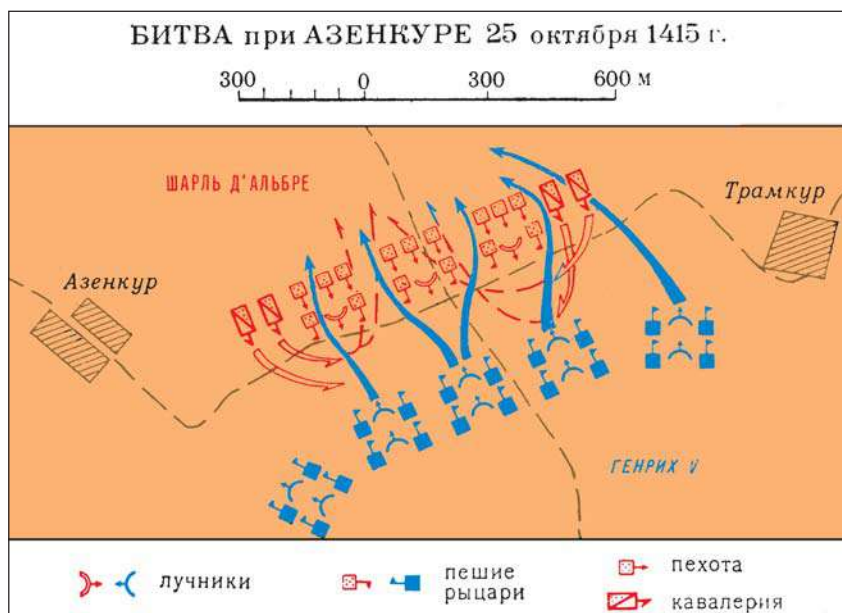 БИТВА при АЗЕНКУРЕ 25 октября 1415 г.
300 0 300 600 м
ШАРЛЬ Д'АЛЬБРЕ
Трамкур
Азенкур
ГЕНРИХ V
лучники
пешие
рыцари
пехота
кавалерия